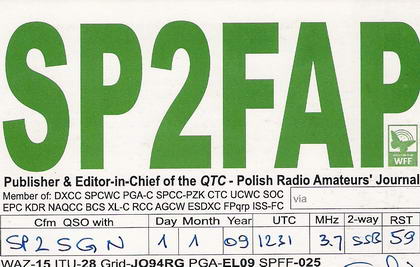 SP2FAP
WFF
Publisher & Editor-in-Chief of the QTC - Polish Radio Amateurs' Journal
Member of: DXCC SPCWC PGA-C SPCC-PZK CTC UCWC SOC via
EPC KDR NAQCC BCS XL-C RCC AGCW ESDXC FPqrp ISS-FC
Cfm QSO with Day Month Year UTC MHz 2-way RST
SP2SGN 1 1 09 1231 3.7 SSB 59
WAZ-15 ITU-28 Grid-JO94RG PGA-EL09 SPFF-025